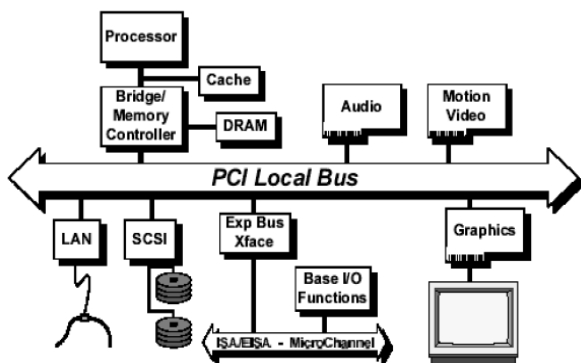 Processor
Cache
Bridge/
Memory
Controller
DRAM
Audio
Motion
Video
PCI Local Bus
LAN
SCSI
Exp Bus
Xface
Graphics
Base I/O
Functions
ISA/EISA - MicroChannel